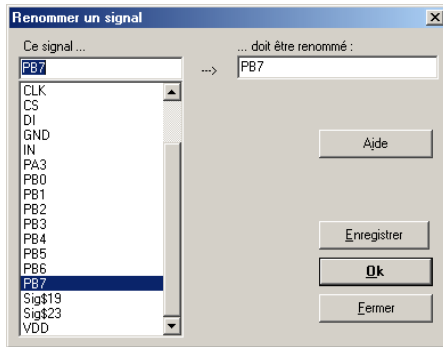 Renommer un signal
Ce signal ...
... doit être renommé :
PB7
--->
PB7
CLK
CS
DI
GND
IN
PA3
PB0
PB1
PB2
PB3
PB4
PB5
PB6
PB7
Sig$19
Sig$23
VDD
Aide
Enregistrer
Ok
Fermer